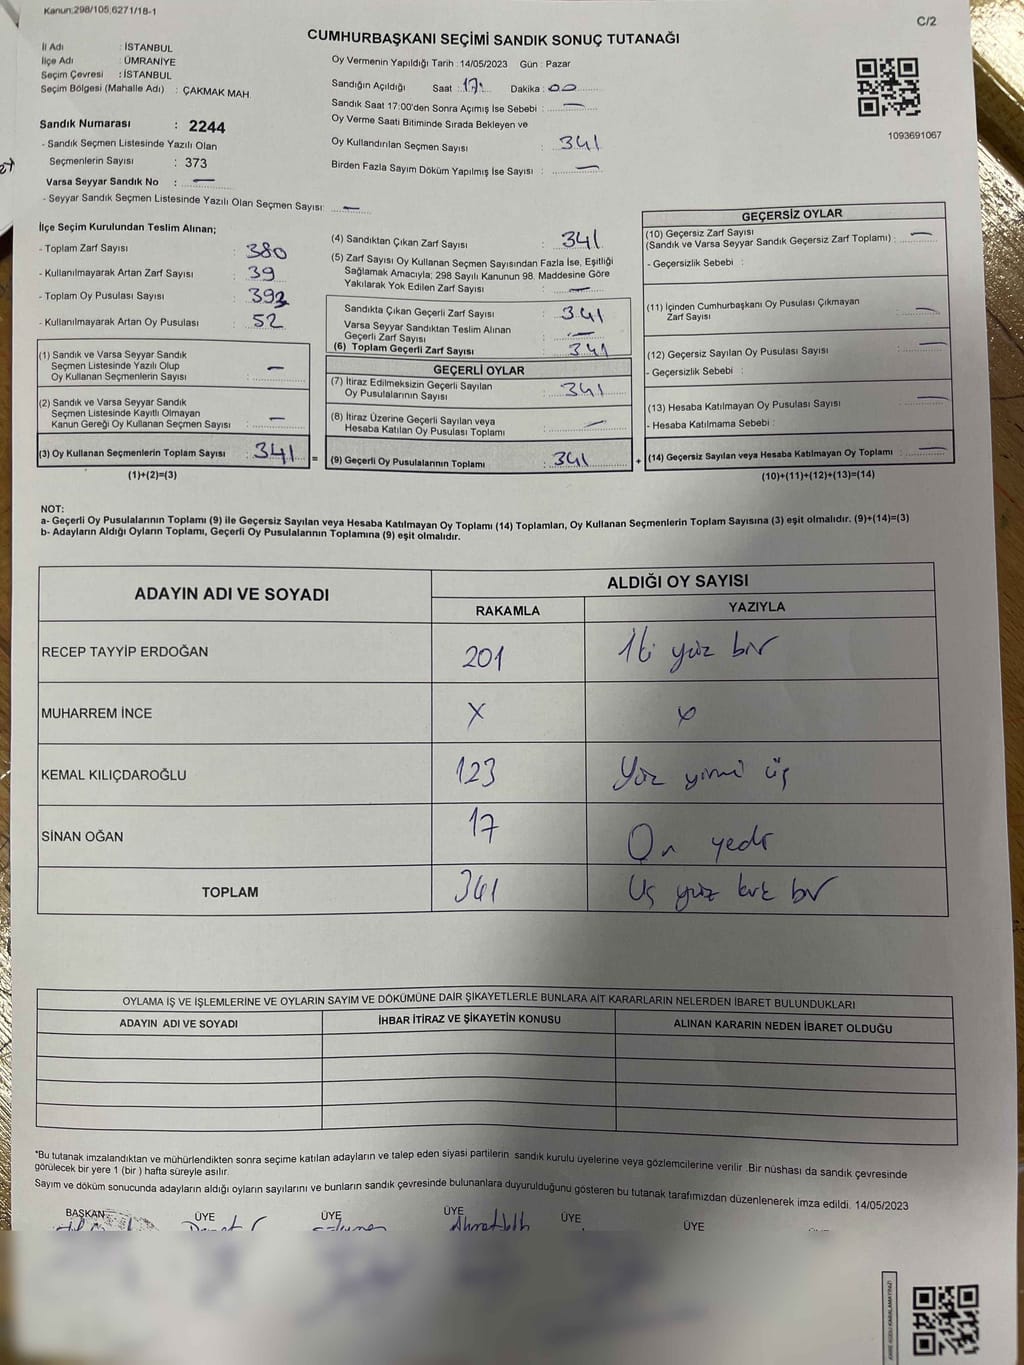 Kanun:298/105,6271/18-1
C/2
CUMHURBAŞKANI SEÇİMİ SANDIK SONUÇ TUTANAĞI
İl Adı : İSTANBUL
İlçe Adı : ÜMRANİYE
Seçim Çevresi : İSTANBUL
Seçim Bölgesi (Mahalle Adı) : ÇAKMAK MAH.
Sandık Numarası : 2244
- Sandık Seçmen Listesinde Yazılı Olan
Seçmenlerin Sayısı : 373
Varsa Seyyar Sandık No : —
- Seyyar Sandık Seçmen Listesinde Yazılı Olan Seçmen Sayısı: —
Oy Vermenin Yapıldığı Tarih : 14/05/2023 Gün : Pazar
Sandığın Açıldığı Saat : 17 Dakika : 00
Sandık Saat 17:00'den Sonra Açımış İse Sebebi : —
Oy Verme Saati Bitiminde Sırada Bekleyen ve
Oy Kullandırılan Seçmen Sayısı : 341
Birden Fazla Sayım Döküm Yapılmış İse Sayısı : —
1093691067
İlçe Seçim Kurulundan Teslim Alınan;
- Toplam Zarf Sayısı : 380
- Kullanılmayarak Artan Zarf Sayısı : 39
- Toplam Oy Pusulası Sayısı : 393
- Kullanılmayarak Artan Oy Pusulası : 52
(1) Sandık ve Varsa Seyyar Sandık
Seçmen Listesinde Yazılı Olup
Oy Kullanan Seçmenlerin Sayısı : —
(2) Sandık ve Varsa Seyyar Sandık
Seçmen Listesinde Kayıtlı Olmayan
Kanun Gereği Oy Kullanan Seçmen Sayısı : —
(3) Oy Kullanan Seçmenlerin Toplam Sayısı : 341
(1)+(2)=(3)
=
(4) Sandıktan Çıkan Zarf Sayısı : 341
(5) Zarf Sayısı Oy Kullanan Seçmen Sayısından Fazla İse, Eşitliği
Sağlamak Amacıyla; 298 Sayılı Kanunun 98. Maddesine Göre
Yakılarak Yok Edilen Zarf Sayısı : —
Sandıkta Çıkan Geçerli Zarf Sayısı : 341
Varsa Seyyar Sandıktan Teslim Alınan
Geçerli Zarf Sayısı : —
(6) Toplam Geçerli Zarf Sayısı : 341
GEÇERLİ OYLAR
(7) İtiraz Edilmeksizin Geçerli Sayılan
Oy Pusulalarının Sayısı : 341
(8) İtiraz Üzerine Geçerli Sayılan veya
Hesaba Katılan Oy Pusulası Toplamı : —
(9) Geçerli Oy Pusulalarının Toplamı : 341
+
GEÇERSİZ OYLAR
(10) Geçersiz Zarf Sayısı
(Sandık ve Varsa Seyyar Sandık Geçersiz Zarf Toplamı) : —
- Geçersizlik Sebebi :
(11) İçinden Cumhurbaşkanı Oy Pusulası Çıkmayan
Zarf Sayısı : —
(12) Geçersiz Sayılan Oy Pusulası Sayısı : —
- Geçersizlik Sebebi :
(13) Hesaba Katılmayan Oy Pusulası Sayısı : —
- Hesaba Katılmama Sebebi :
(14) Geçersiz Sayılan veya Hesaba Katılmayan Oy Toplamı : —
(10)+(11)+(12)+(13)=(14)
NOT:
a- Geçerli Oy Pusulalarının Toplamı (9) ile Geçersiz Sayılan veya Hesaba Katılmayan Oy Toplamı (14) Toplamları, Oy Kullanan Seçmenlerin Toplam Sayısına (3) eşit olmalıdır. (9)+(14)=(3)
b- Adayların Aldığı Oyların Toplamı, Geçerli Oy Pusulalarının Toplamına (9) eşit olmalıdır.
ADAYIN ADI VE SOYADI ALDIĞI OY SAYISI
RAKAMLA YAZIYLA
RECEP TAYYİP ERDOĞAN 201 İki yüz bir
MUHARREM İNCE X X
KEMAL KILIÇDAROĞLU 123 Yüz yirmi üç
SİNAN OĞAN 17 On yedi
TOPLAM 341 Üç yüz kırk bir
OYLAMA İŞ VE İŞLEMLERİNE VE OYLARIN SAYIM VE DÖKÜMÜNE DAİR ŞİKAYETLERLE BUNLARA AİT KARARLARIN NELERDEN İBARET BULUNDUKLARI
ADAYIN ADI VE SOYADI İHBAR İTİRAZ VE ŞİKAYETİN KONUSU ALINAN KARARIN NEDEN İBARET OLDUĞU
*Bu tutanak imzalandıktan ve mühürlendikten sonra seçime katılan adayların ve talep eden siyasi partilerin sandık kurulu üyelerine veya gözlemcilerine verilir. Bir nüshası da sandık çevresinde
görülecek bir yere 1 (bir) hafta süreyle asılır.
Sayım ve döküm sonucunda adayların aldığı oyların sayılarını ve bunların sandık çevresinde bulunanlara duyurulduğunu gösteren bu tutanak tarafımızdan düzenlenerek imza edildi. 14/05/2023
BAŞKAN ÜYE ÜYE ÜYE ÜYE ÜYE